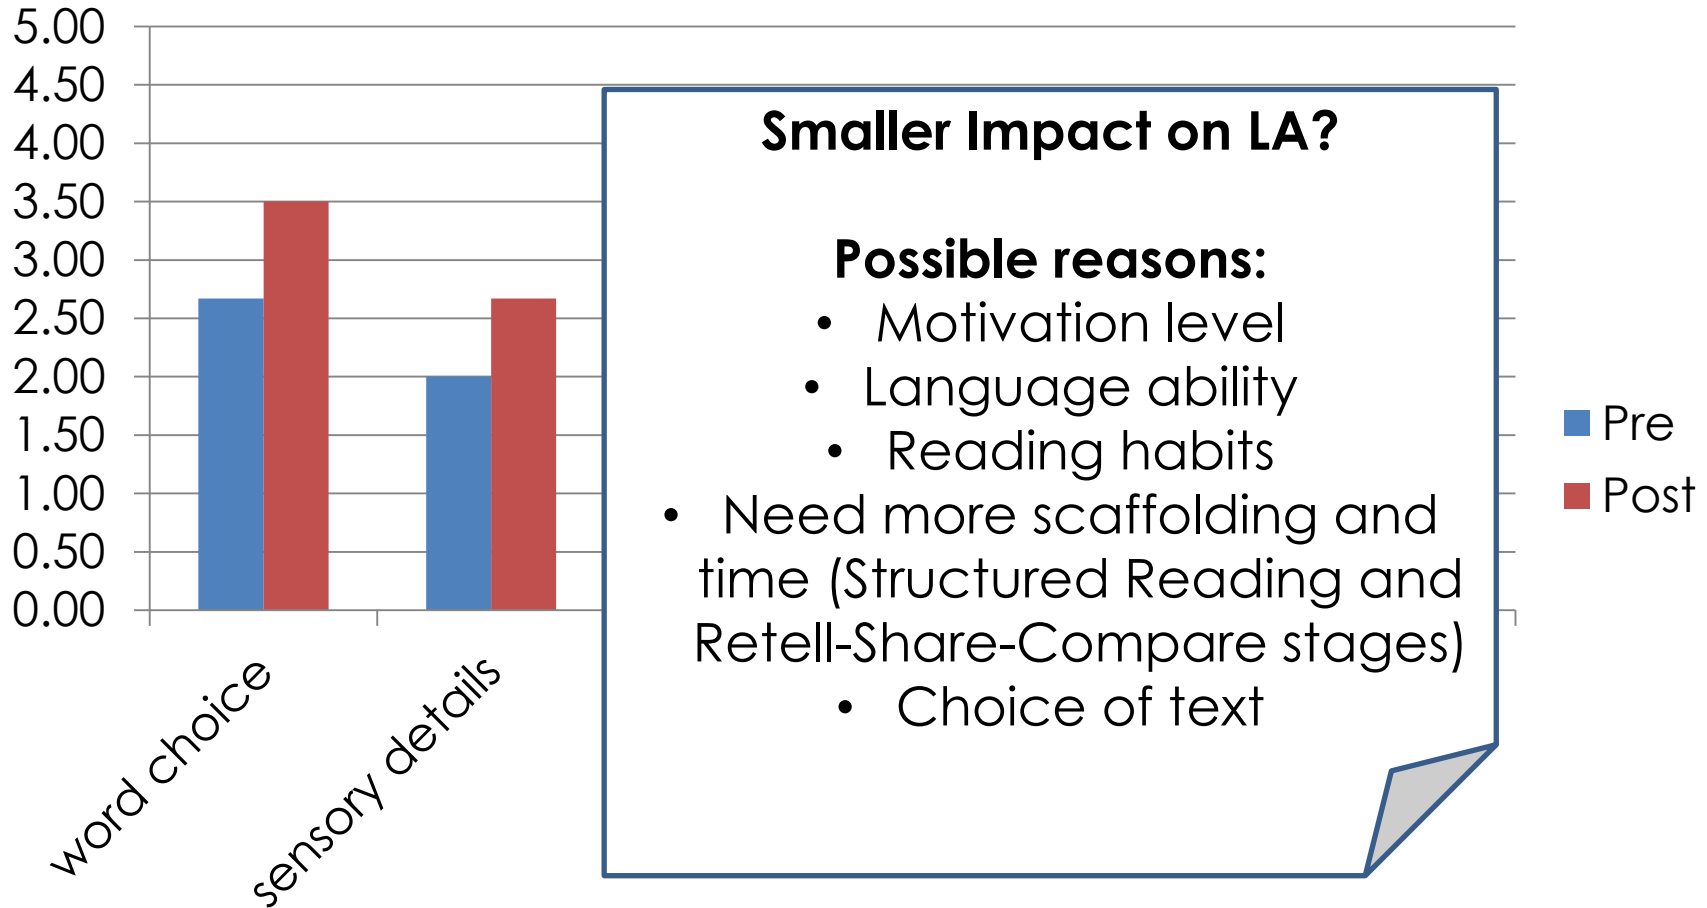 5.00
4.50
4.00
3.50
3.00
2.50
2.00
1.50
1.00
0.50
0.00
word choice
sensory details
Smaller Impact on LA?
Possible reasons:
• Motivation level
• Language ability
• Reading habits
• Need more scaffolding and
time (Structured Reading and
Retell-Share-Compare stages)
• Choice of text
Pre
Post